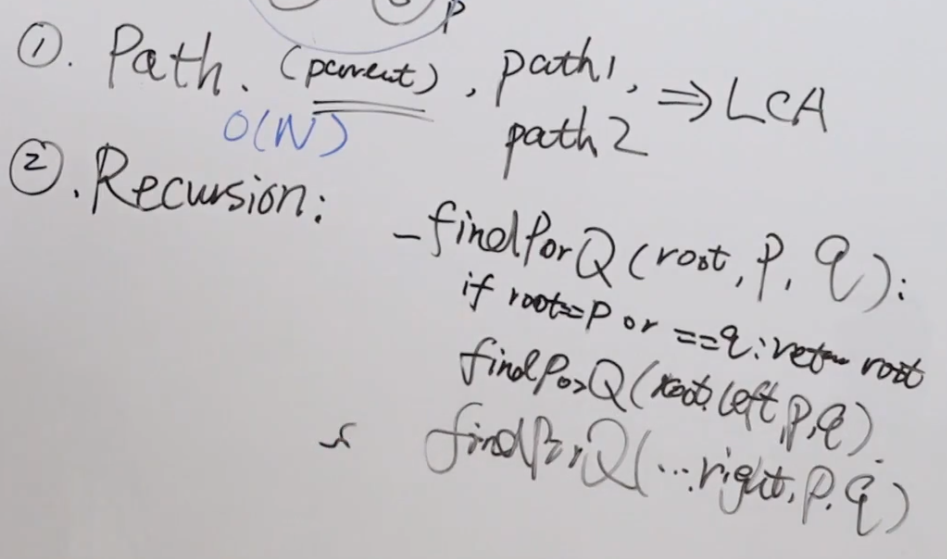 P
①. Path. (parent), path1, ⇒ LCA
O(N) path2
②. Recursion:
_findPorQ(root, P, q):
if root==P or ==q: return root
findPorQ(root.left, P, q)
findPorQ(...right, P, q)